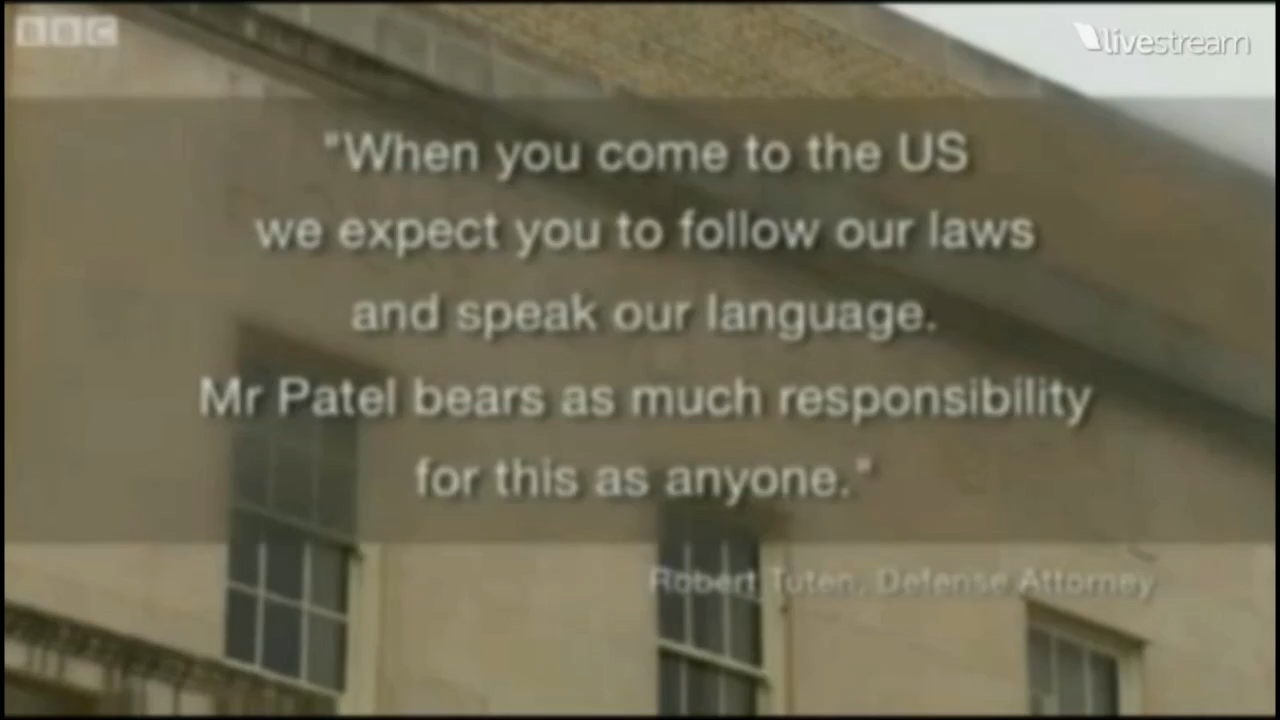 BBC
livestream
"When you come to the US
we expect you to follow our laws
and speak our language.
Mr Patel bears as much responsibility
for this as anyone."
Robert Tuten, Defense Attorney